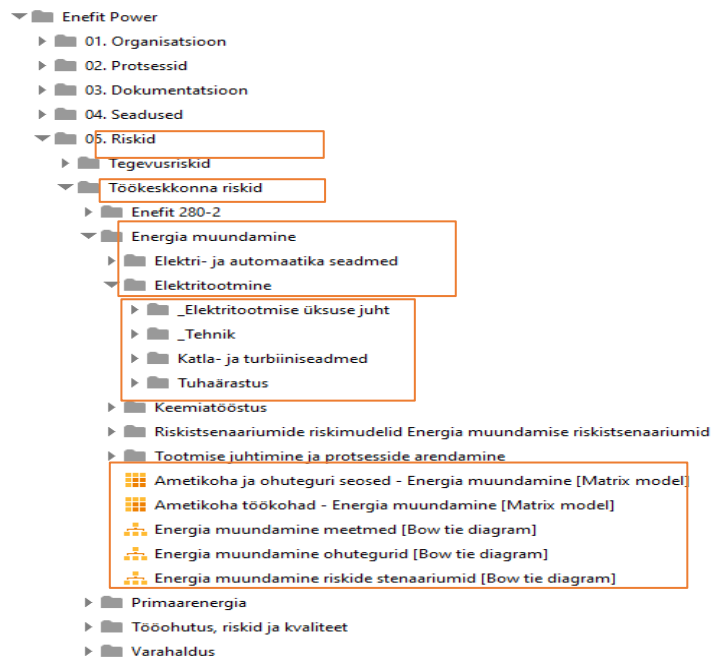 Enefit Power
01. Organisatsioon
02. Protsessid
03. Dokumentatsioon
04. Seadused
05. Riskid
Tegevusriskid
Töökeskkonna riskid
Enefit 280-2
Energia muundamine
Elektri- ja automaatika seadmed
Elektritootmine
_Elektritootmise üksuse juht
_Tehnik
Katla- ja turbiiniseadmed
Tuhaärastus
Keemiatööstus
Riskistsenaariumide riskimudelid Energia muundamise riskistsenaariumid
Tootmise juhtimine ja protsesside arendamine
Ametikoha ja ohuteguri seosed - Energia muundamine [Matrix model]
Ametikoha töökohad - Energia muundamine [Matrix model]
Energia muundamine meetmed [Bow tie diagram]
Energia muundamine ohutegurid [Bow tie diagram]
Energia muundamine riskide stenaariumid [Bow tie diagram]
Primaarenergia
Tööohutus, riskid ja kvaliteet
Varahaldus